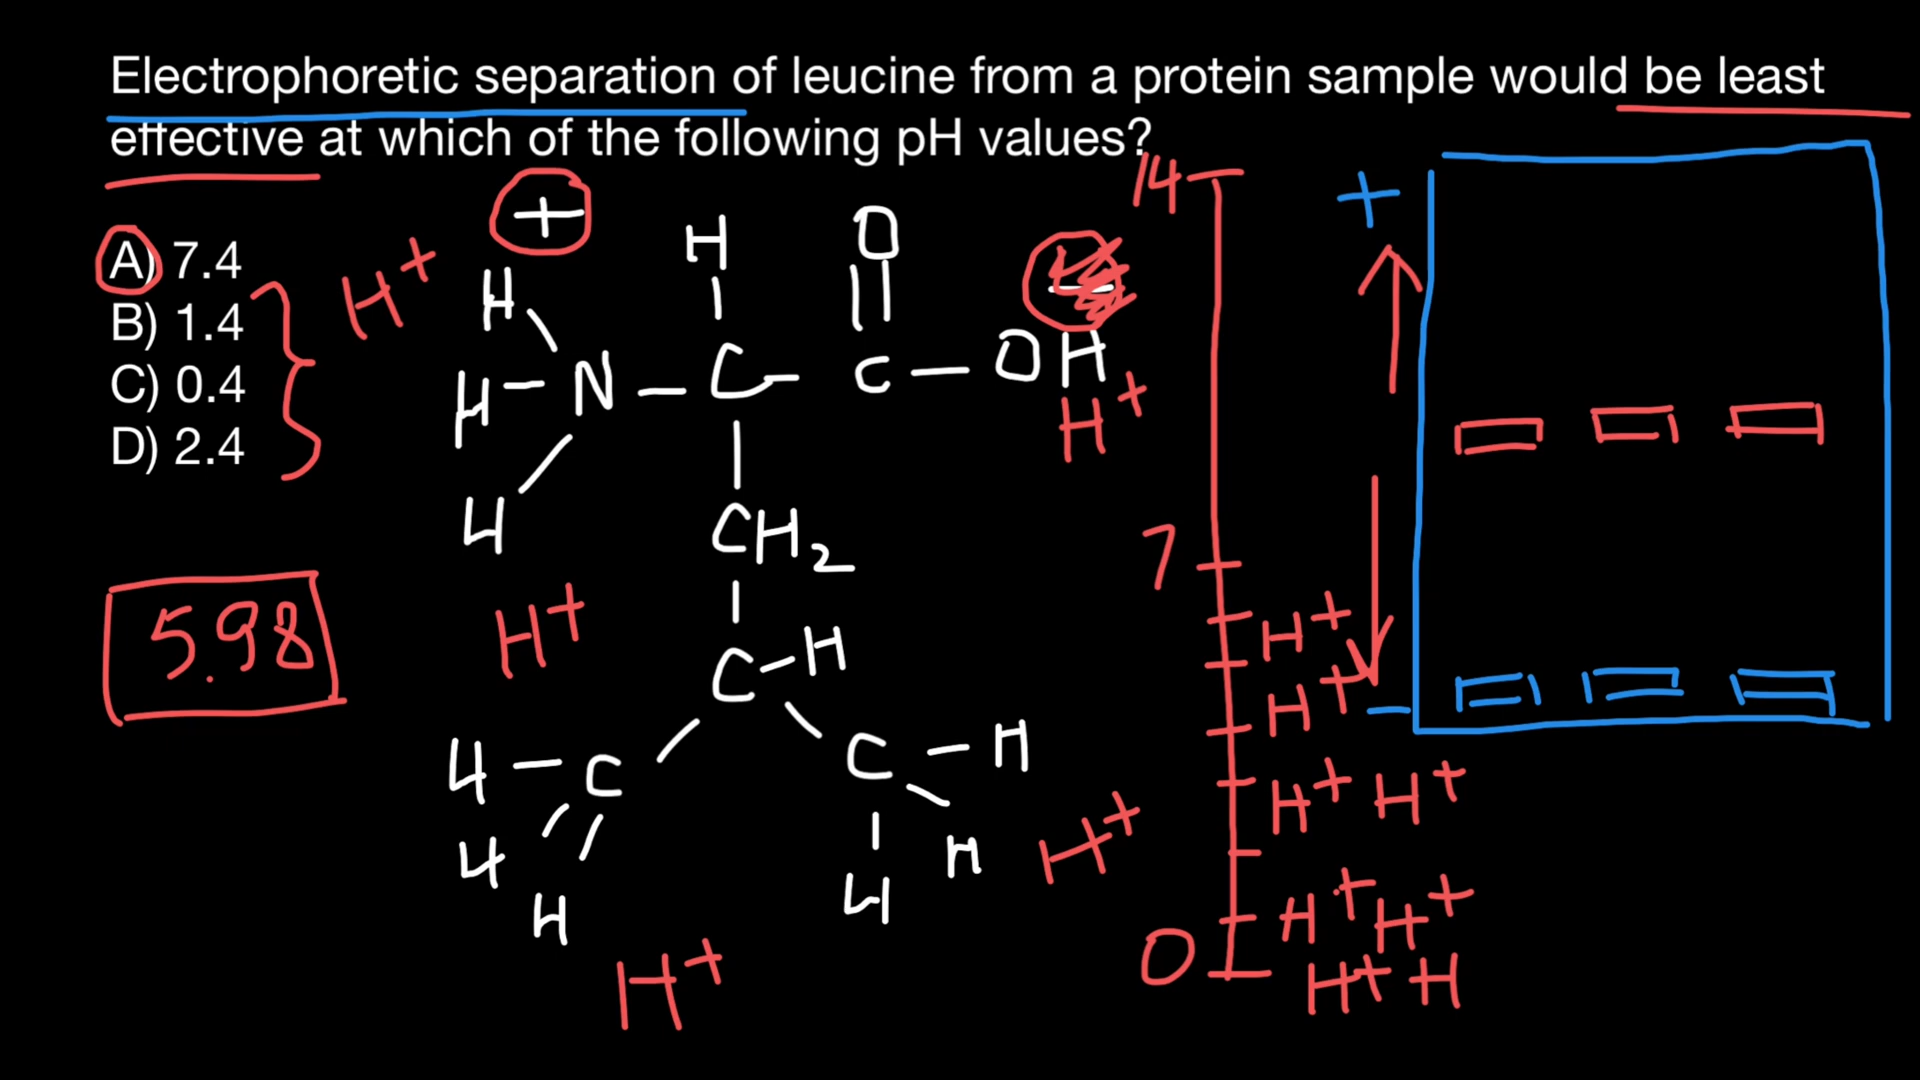 Electrophoretic separation of leucine from a protein sample would be least
effective at which of the following pH values?
A) 7.4
B) 1.4
C) 0.4
D) 2.4
5.98
H+
+
H
H
O
H - N - C - C - OH
H+
H
CH2
H+
C - H
H - C
C - H
H
H
H
H
H+
H+
14
7
0
H+
H+
H+ H+
H+ H+
H+ H
+
-